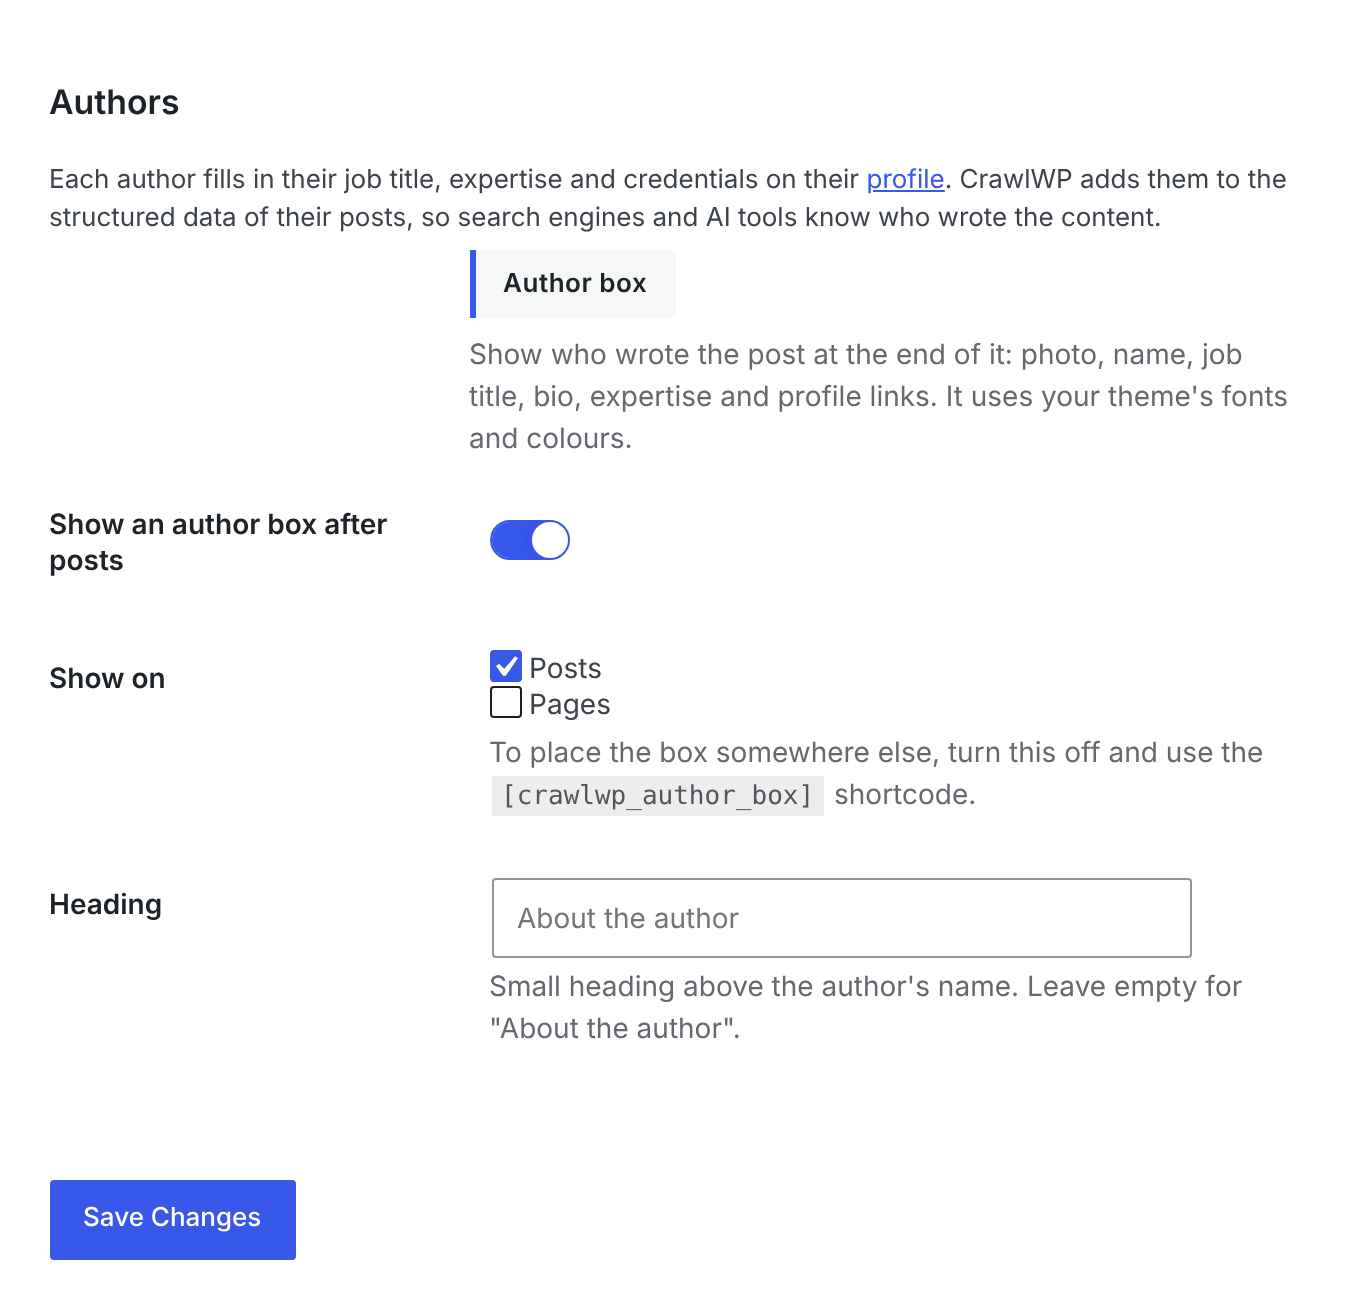 Authors
Each author fills in their job title, expertise and credentials on their profile. CrawlWP adds them to the
structured data of their posts, so search engines and AI tools know who wrote the content.
Author box
Show who wrote the post at the end of it: photo, name, job
title, bio, expertise and profile links. It uses your theme's fonts
and colours.
Show an author box after
posts
Show on
Posts
Pages
To place the box somewhere else, turn this off and use the
[crawlwp_author_box] shortcode.
Heading
About the author
Small heading above the author's name. Leave empty for
"About the author".
Save Changes